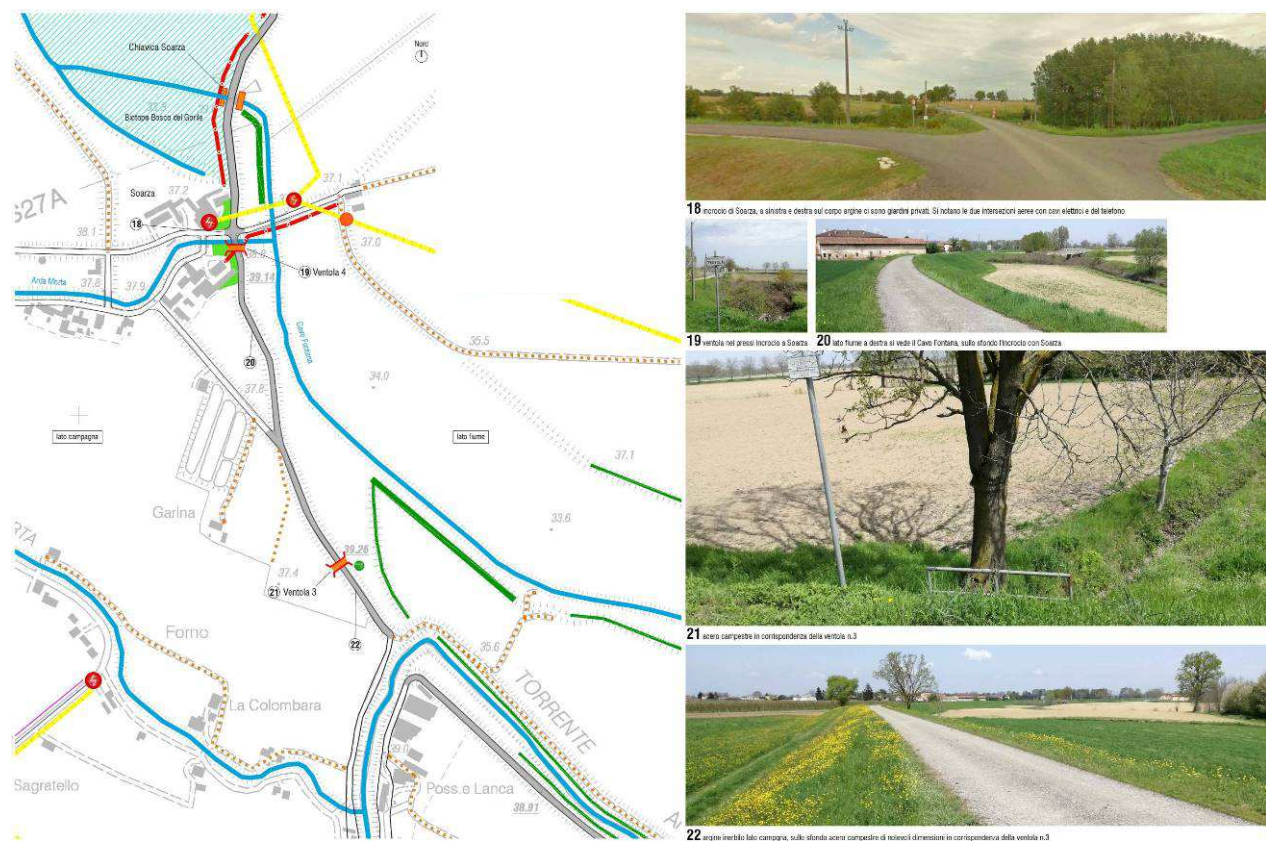 Nord
Chiavica Soarza
33.5
Biotope Bosco del Gorile
S27A
Soarza
37.2
37.1
18
38.1
37.0
19 Ventola 4
39.14
Arda Morta
37.8
37.9
Cavo Fontana
35.5
20
37.6
34.0
lato campagna
lato fiume
37.1
Garina
33.6
39.26
37.4
21 Ventola 3
22
Forno
35.6
TORRENTE
La Colombara
39.0
Sagratello
Poss.e Lanca
38.91
18 incrocio di Soarza, a sinistra e destra sul corpo argine ci sono giardini privati. Si notano le due intersezioni aeree con cavi elettrici e del telefono
19 ventola nei pressi incrocio a Soarza
20 lato fiume a destra si vede il Cavo Fontana, sullo sfondo l'incrocio con Soarza
21 acero campestre in corrispondenza della ventola n.3
22 argine inerbito lato campgna, sullo sfondo acero campestre di notevoli dimensioni in corrispondenza della ventola n.3